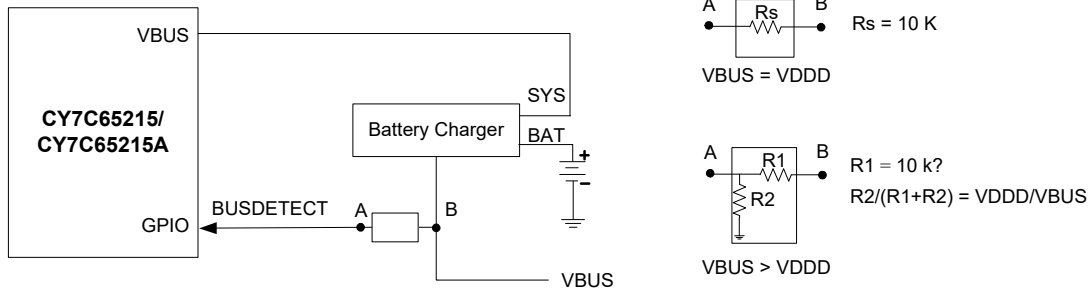 VBUS
CY7C65215/
CY7C65215A
GPIO
BUSDETECT
A
B
Battery Charger
SYS
BAT
+
-
VBUS
A
B
Rs
Rs = 10 K
VBUS = VDDD
A
B
R1
R2
R1 = 10 k?
R2/(R1+R2) = VDDD/VBUS
VBUS > VDDD